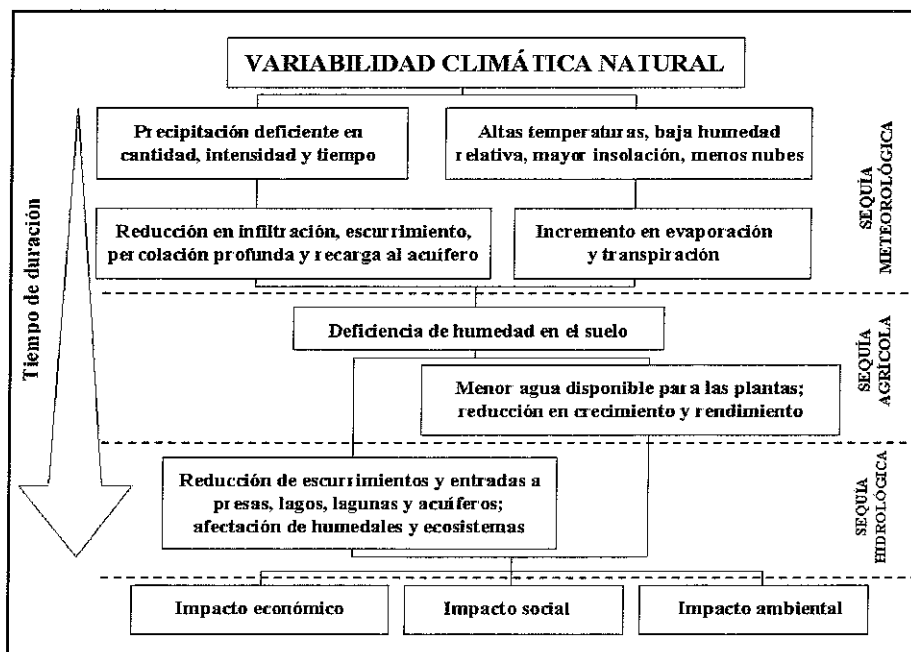 VARIABILIDAD CLIMÁTICA NATURAL
Precipitación deficiente en
cantidad, intensidad y tiempo
Altas temperaturas, baja humedad
relativa, mayor insolación, menos nubes
Reducción en infiltración, escurrimiento,
percolación profunda y recarga al acuífero
Incremento en evaporación
y transpiración
SEQUÍA
METEOROLÓGICA
Tiempo de duración
Deficiencia de humedad en el suelo
Menor agua disponible para las plantas;
reducción en crecimiento y rendimiento
SEQUÍA
AGRÍCOLA
Reducción de escurrimientos y entradas a
presas, lagos, lagunas y acuíferos;
afectación de humedales y ecosistemas
SEQUÍA
HIDROLÓGICA
Impacto económico
Impacto social
Impacto ambiental